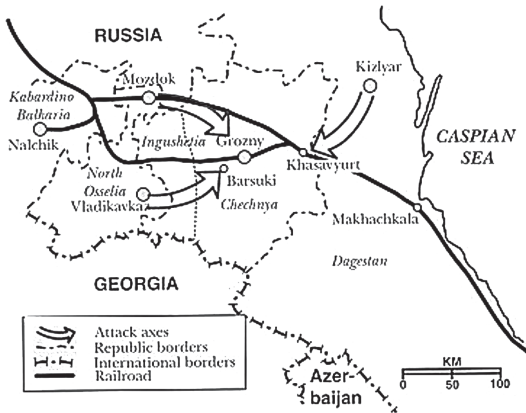 RUSSIA
Mozdok
Kizlyar
Kabardino
Balkaria
Nalchik
CASPIAN
SEA
Ingushetia
Grozny
Khasavyurt
North
Osselia
Barsuki
Vladikavkaz
Chechnya
Makhachkala
Dagestan
GEORGIA
Attack axes
Republic borders
International borders
Railroad
Azer-
baijan
KM
0 50 100